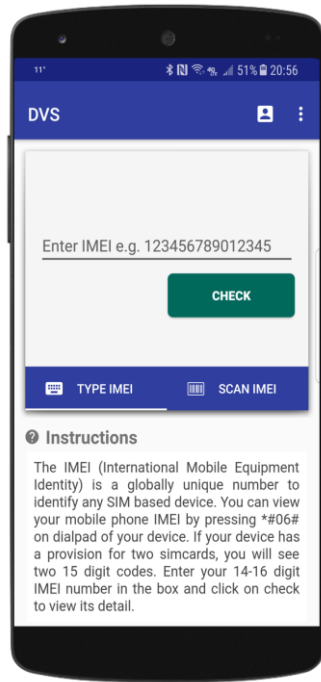 11° 51% 20:56
DVS
Enter IMEI e.g. 123456789012345
CHECK
TYPE IMEI SCAN IMEI
Instructions
The IMEI (International Mobile Equipment
Identity) is a globally unique number to
identify any SIM based device. You can view
your mobile phone IMEI by pressing *#06#
on dialpad of your device. If your device has
a provision for two simcards, you will see
two 15 digit codes. Enter your 14-16 digit
IMEI number in the box and click on check
to view its detail.